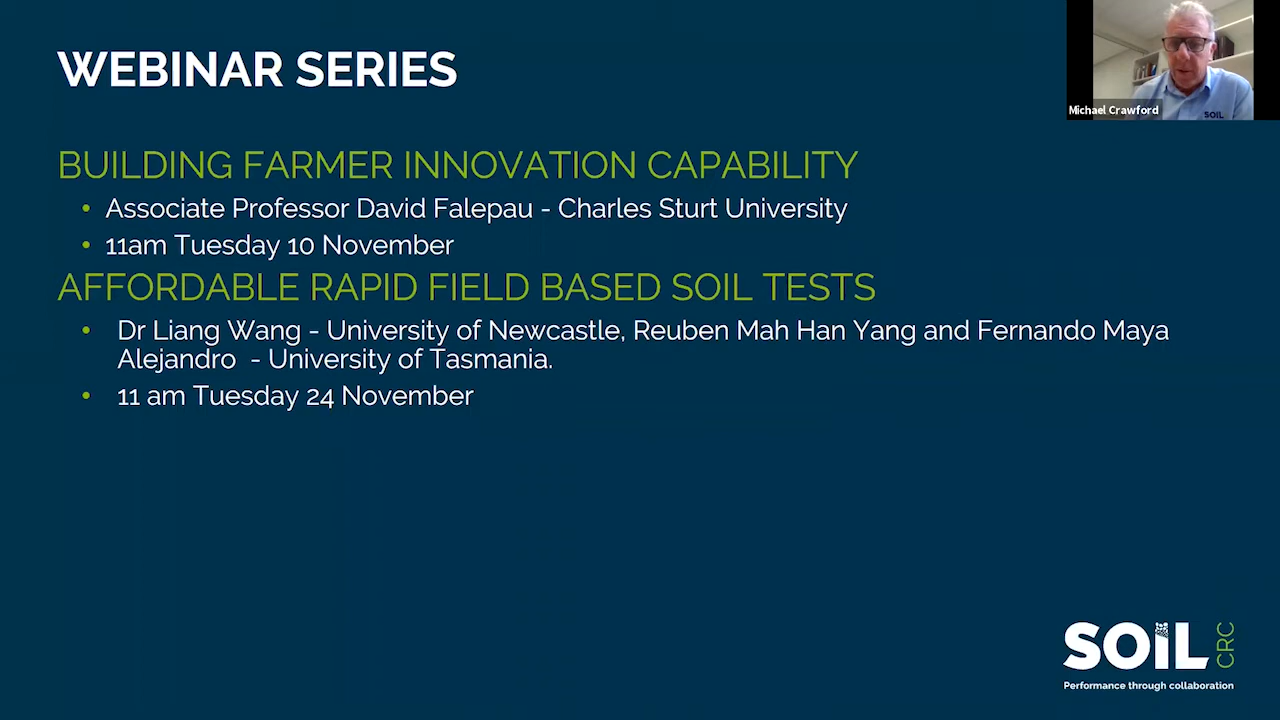 WEBINAR SERIES
Michael Crawford
SOIL
BUILDING FARMER INNOVATION CAPABILITY
• Associate Professor David Falepau - Charles Sturt University
• 11am Tuesday 10 November
AFFORDABLE RAPID FIELD BASED SOIL TESTS
• Dr Liang Wang - University of Newcastle, Reuben Mah Han Yang and Fernando Maya
Alejandro - University of Tasmania.
• 11 am Tuesday 24 November
SOIL CRC
Performance through collaboration